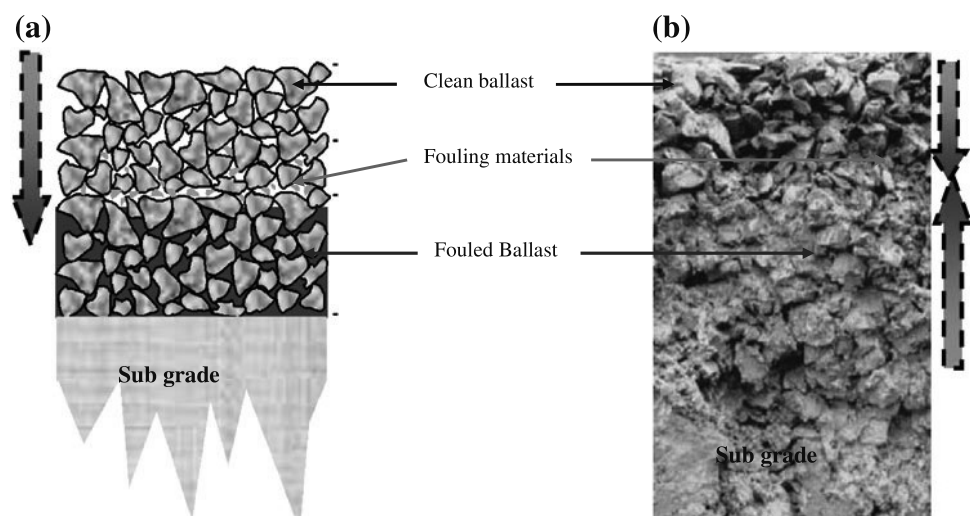 (a)
(b)
Clean ballast
Fouling materials
Fouled Ballast
Sub grade
Sub grade